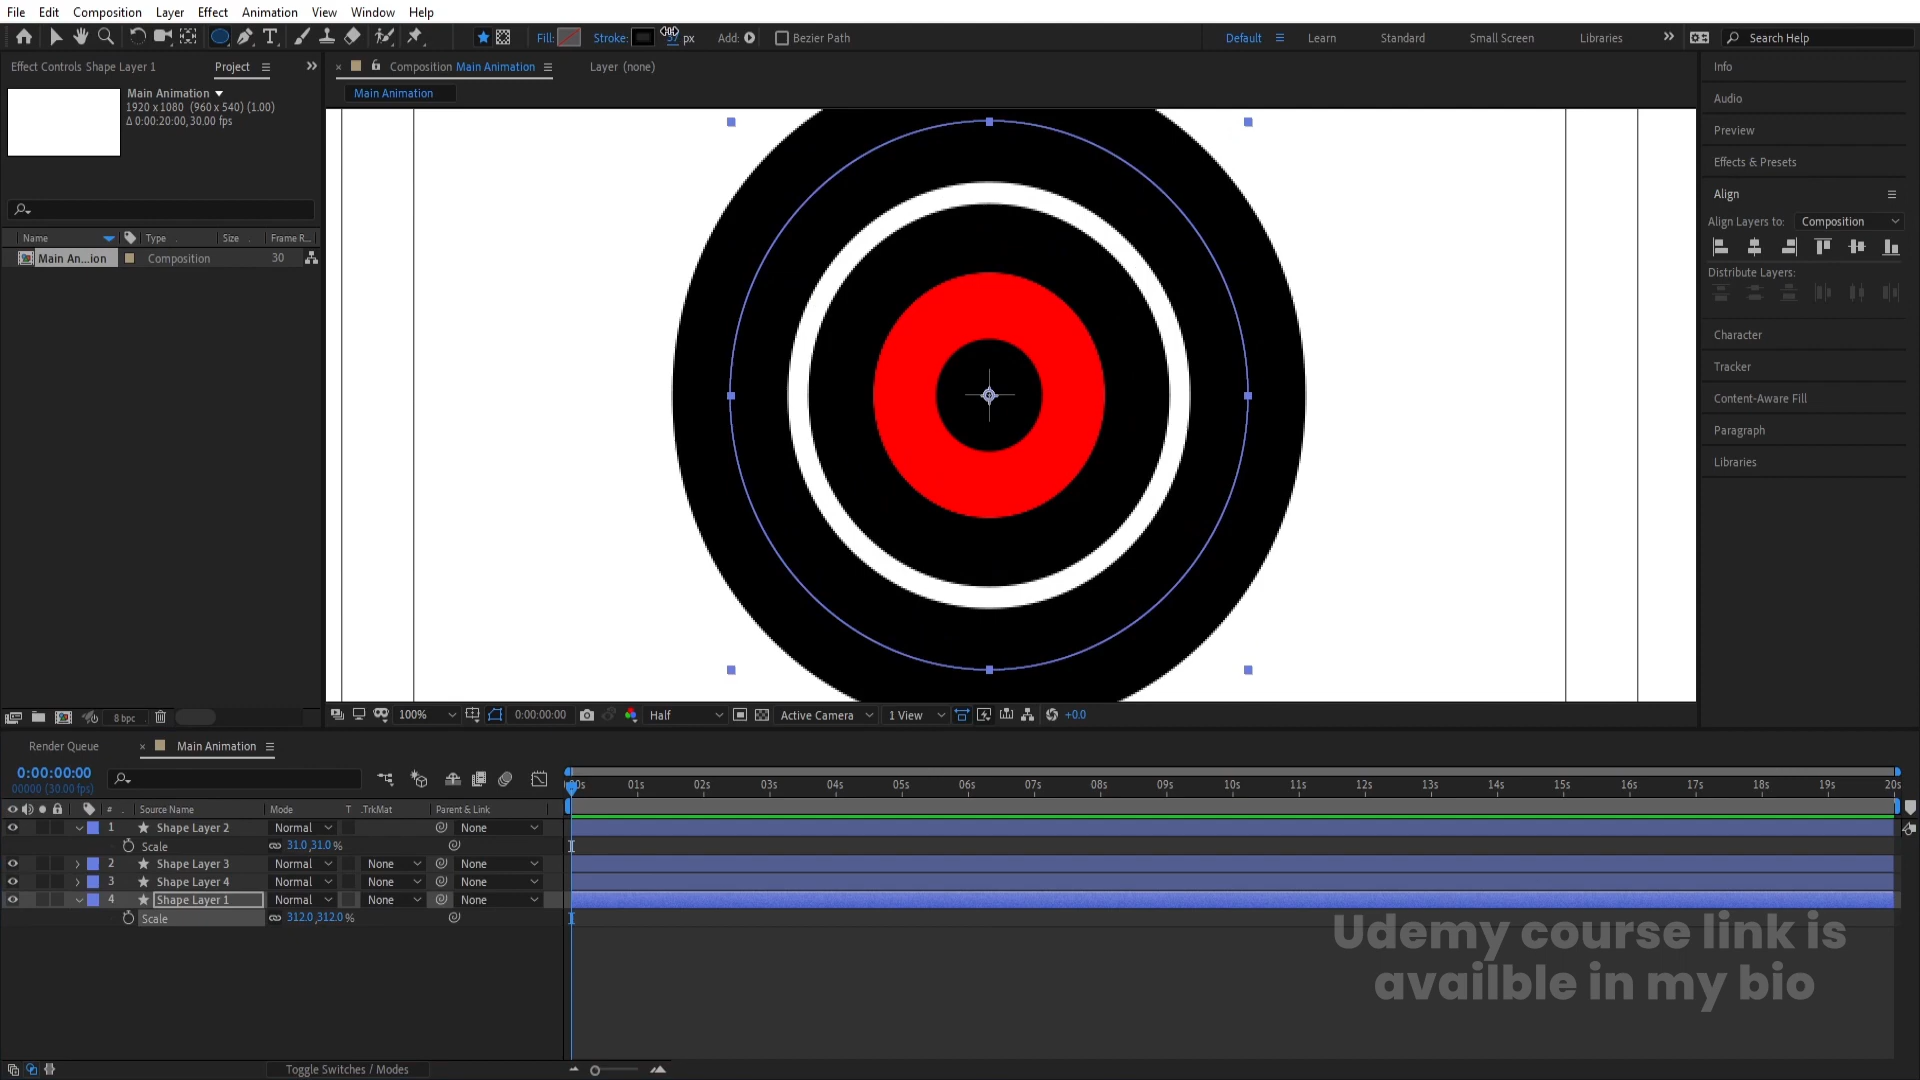 File Edit Composition Layer Effect Animation View Window Help
Fill: Stroke: px Add: Bezier Path
Default Learn Standard Small Screen Libraries Search Help
Effect Controls Shape Layer 1 Project
Composition Main Animation Layer (none)
Main Animation
Main Animation
1920 x 1080 (960 x 540) (1.00)
Δ 0:00:20:00, 30.00 fps
Name Type Size Frame R...
Main An...ion Composition 30
8 bpc
100% 0:00:00:00 Half Active Camera 1 View +0.0
Info
Audio
Preview
Effects & Presets
Align
Align Layers to: Composition
Distribute Layers:
Character
Tracker
Content-Aware Fill
Paragraph
Libraries
Render Queue Main Animation
0:00:00:00
00000 (30.00 fps)
# Source Name Mode T .TrkMat Parent & Link
1 Shape Layer 2 Normal None
Scale 31.0,31.0 %
2 Shape Layer 3 Normal None None
3 Shape Layer 4 Normal None None
4 Shape Layer 1 Normal None None
Scale 312.0,312.0 %
01s 02s 03s 04s 05s 06s 07s 08s 09s 10s 11s 12s 13s 14s 15s 16s 17s 18s 19s 20s
Udemy course link is
availble in my bio
Toggle Switches / Modes